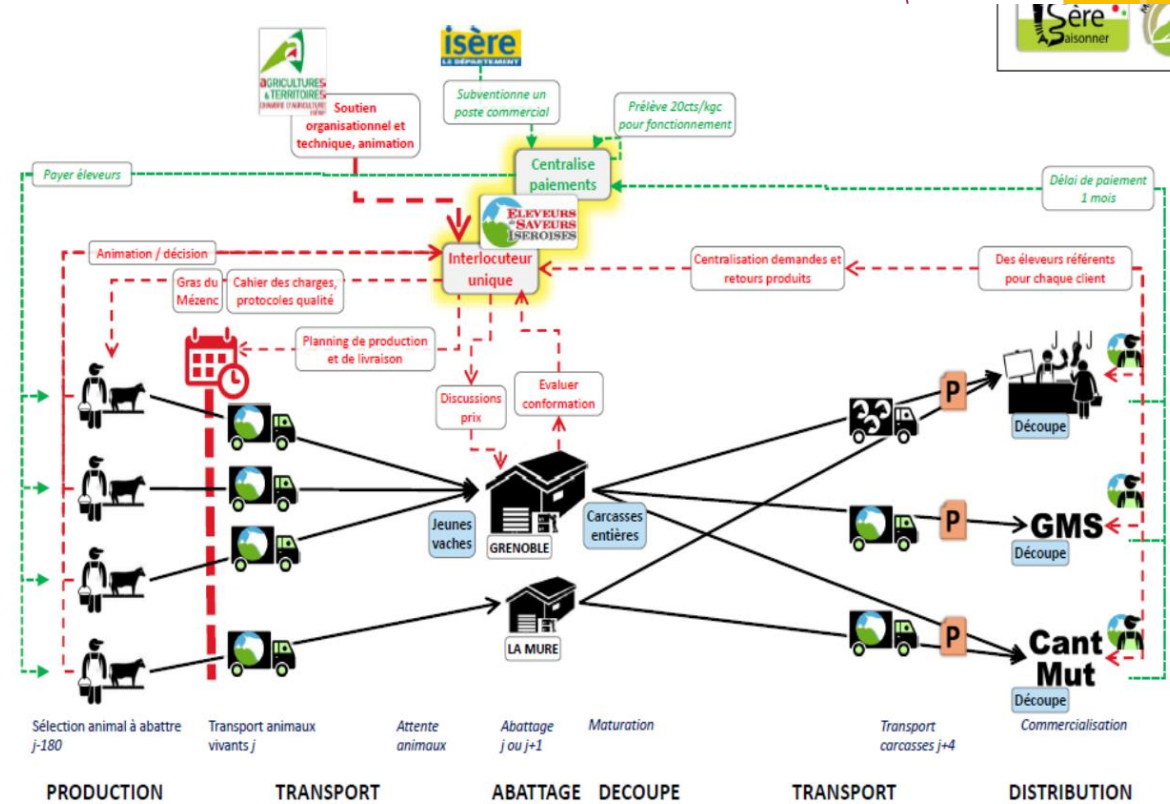 Sère
aisonner
isère
LE DÉPARTEMENT
AGRICULTURES
& TERRITOIRES
CHAMBRE D'AGRICULTURE
ISÈRE
Soutien
organisationnel et
technique, animation
Subventionne un
poste commercial
Prélève 20cts/kgc
pour fonctionnement
Centralise
paiements
Payer éleveurs
Délai de paiement
1 mois
ELEVEURS
SAVEURS
ISEROISES
Interlocuteur
unique
Animation / décision
Centralisation demandes et
retours produits
Des éleveurs référents
pour chaque client
Gras du
Mézenc
Cahier des charges,
protocoles qualité
Planning de production
et de livraison
Discussions
prix
Evaluer
conformation
P
Découpe
Jeunes
vaches
GRENOBLE
Carcasses
entières
P
GMS
Découpe
LA MURE
P
Cant
Mut
Découpe
Sélection animal à abattre
j-180
Transport animaux
vivants j
Attente
animaux
Abattage
j ou j+1
Maturation
Transport
carcasses j+4
Commercialisation
PRODUCTION
TRANSPORT
ABATTAGE
DECOUPE
TRANSPORT
DISTRIBUTION